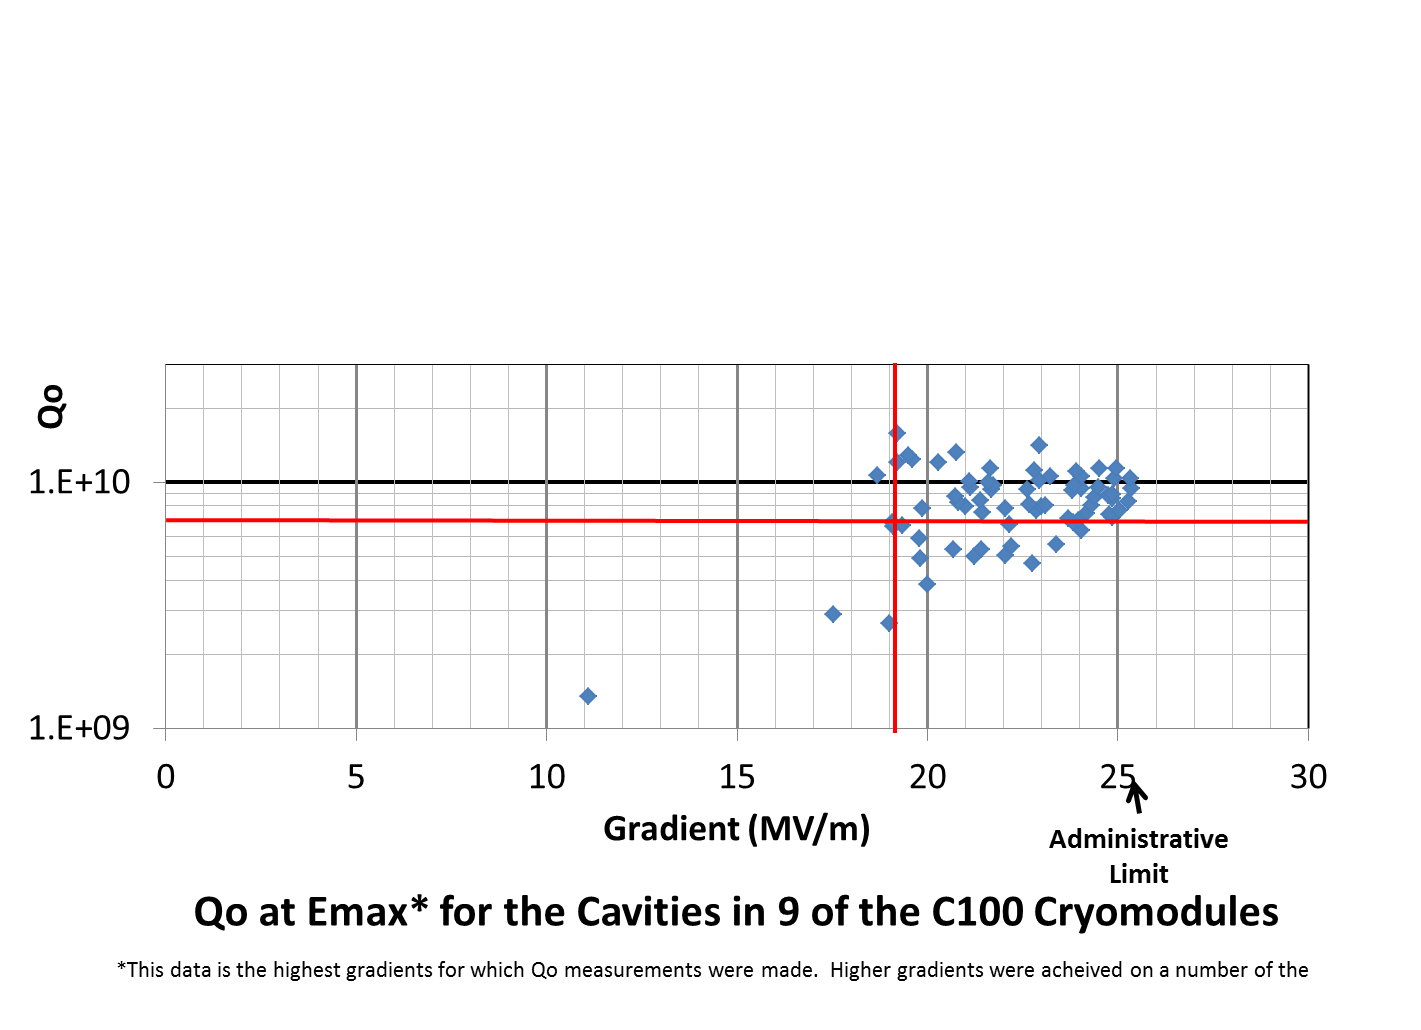 Qo
1.E+10
1.E+09
0 5 10 15 20 25 30
Gradient (MV/m)
Administrative
Limit
Qo at Emax* for the Cavities in 9 of the C100 Cryomodules
*This data is the highest gradients for which Qo measurements were made.  Higher gradients were acheived on a number of the